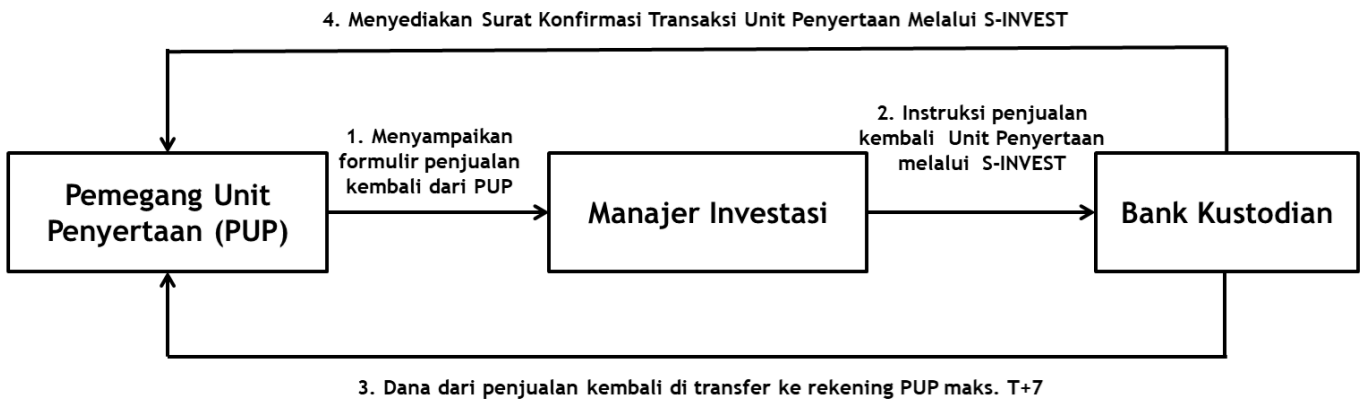 4. Menyediakan Surat Konfirmasi Transaksi Unit Penyertaan Melalui S-INVEST
1. Menyampaikan
formulir penjualan
kembali dari PUP
2. Instruksi penjualan
kembali Unit Penyertaan
melalui S-INVEST
Pemegang Unit
Penyertaan (PUP)
Manajer Investasi
Bank Kustodian
3. Dana dari penjualan kembali di transfer ke rekening PUP maks. T+7